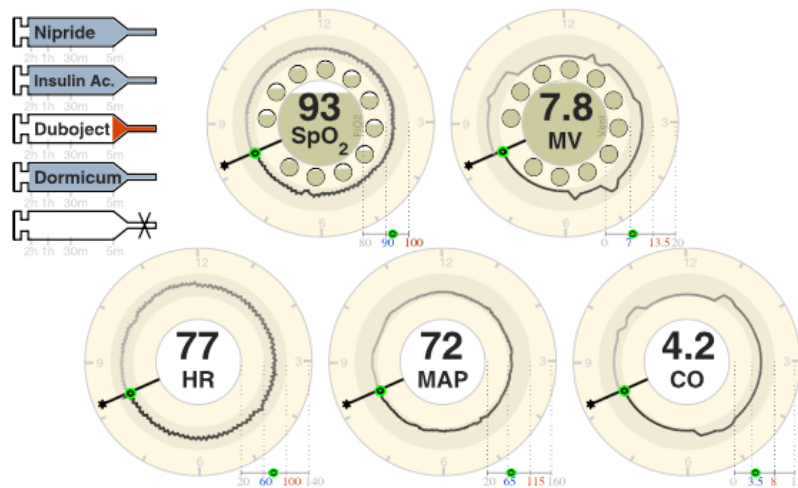 Nipride
2h 1h 30m 5m
Insulin Ac.
2h 1h 30m 5m
Duboject
2h 1h 30m 5m
Dormicum
2h 1h 30m 5m
2h 1h 30m 5m
12
3
6
9
93
SpO2
FiO2
80 90 100
12
3
6
9
7.8
MV
Vent.
0 7 13.5 20
12
3
6
9
77
HR
20 60 100 140
12
3
6
9
72
MAP
20 65 115 160
12
3
6
9
4.2
CO
0 3.5 8